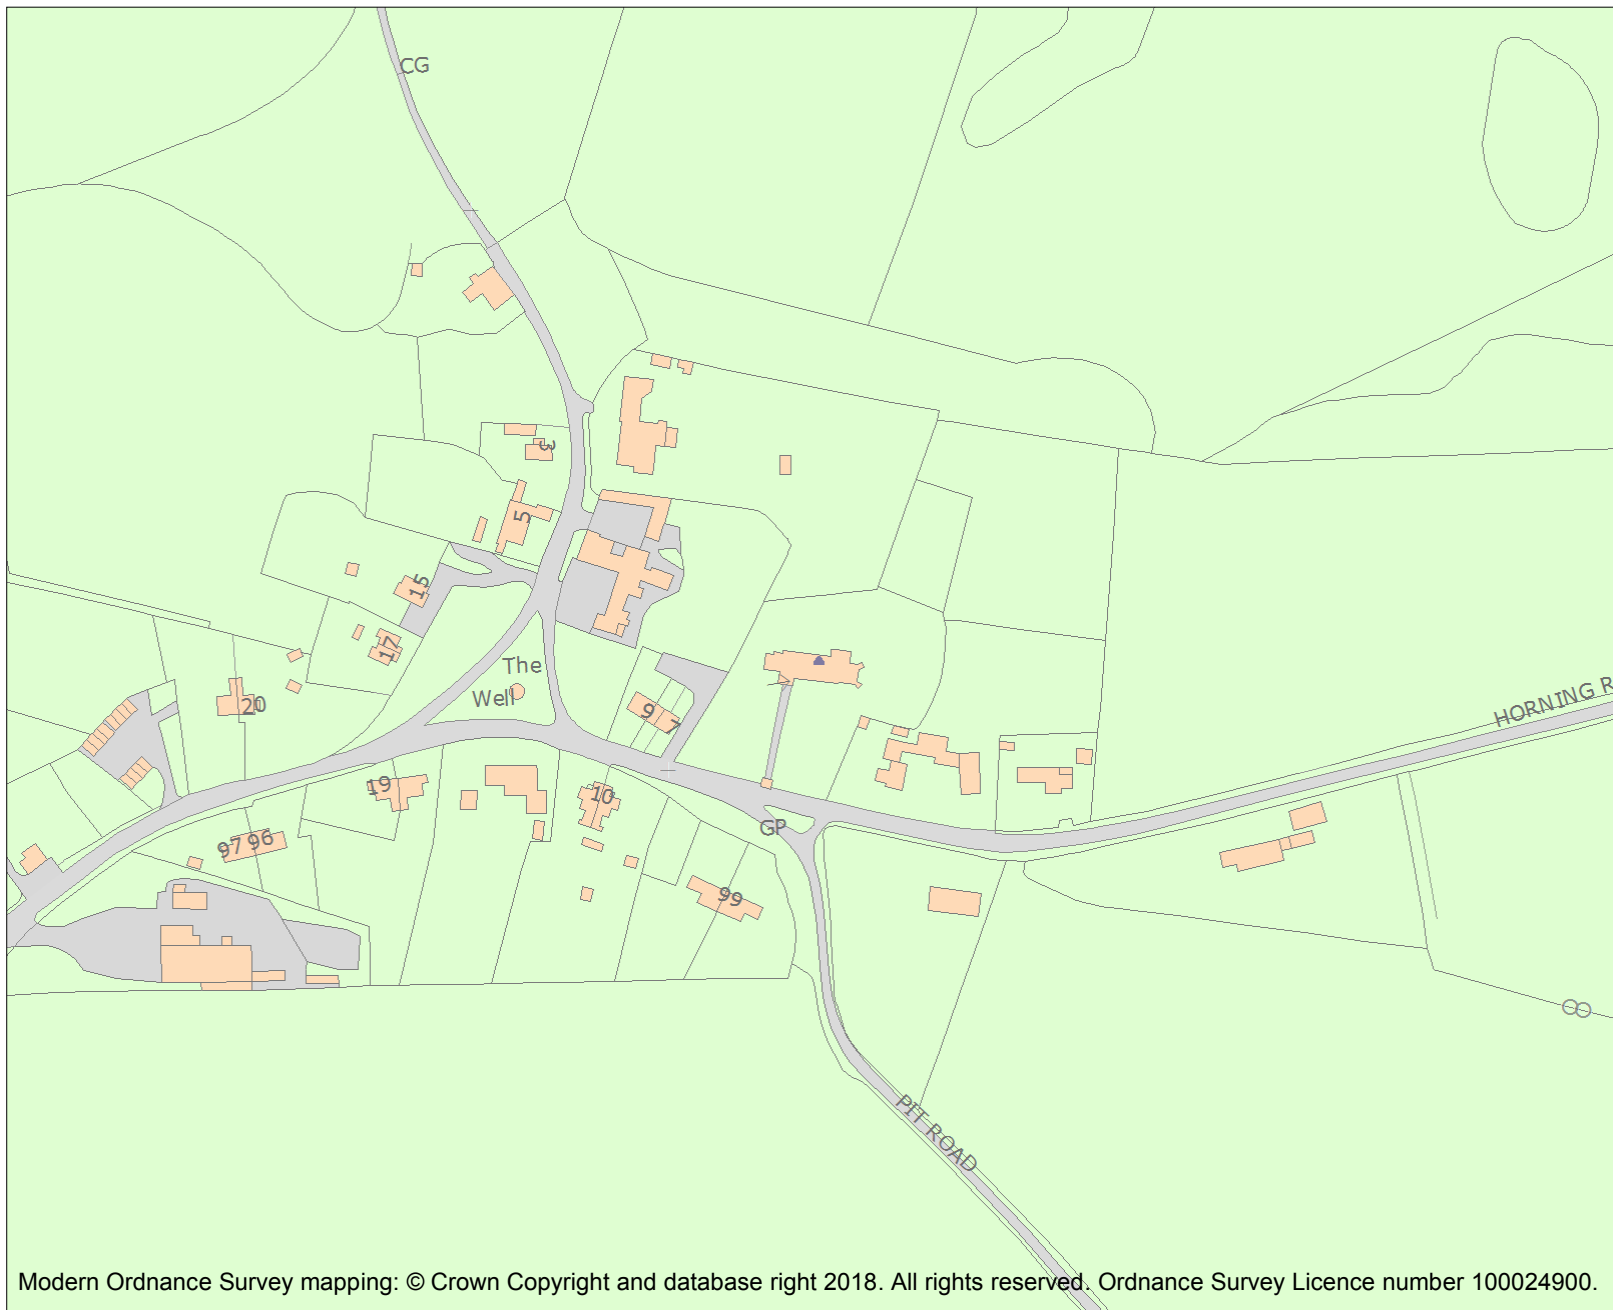 CG
3
5
15
17
The
Well
20
9
7
HORNING R
19
10
GP
97 96
99
PIT ROAD
Modern Ordnance Survey mapping: © Crown Copyright and database right 2018. All rights reserved. Ordnance Survey Licence number 100024900.